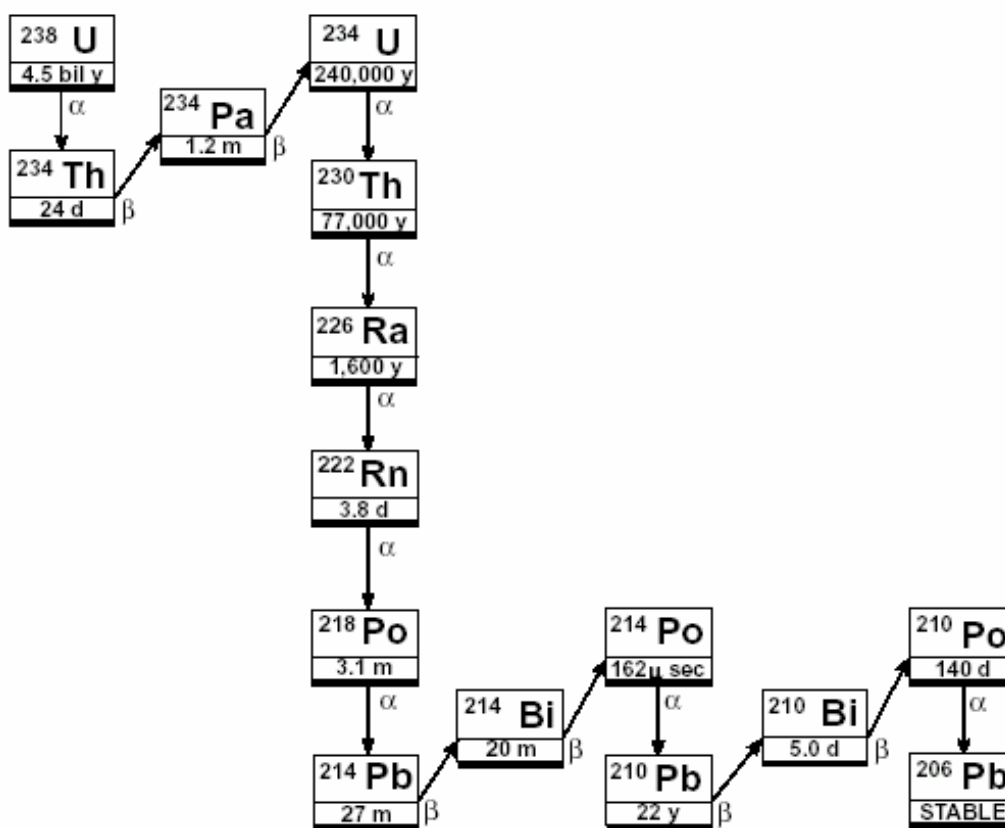 238 U
4.5 bil y
α
234 Th
24 d
β
234 Pa
1.2 m
β
234 U
240,000 y
α
230 Th
77,000 y
α
226 Ra
1,600 y
α
222 Rn
3.8 d
α
218 Po
3.1 m
α
214 Pb
27 m
β
214 Bi
20 m
β
214 Po
162μ sec
α
210 Pb
22 y
β
210 Bi
5.0 d
β
210 Po
140 d
α
206 Pb
STABLE